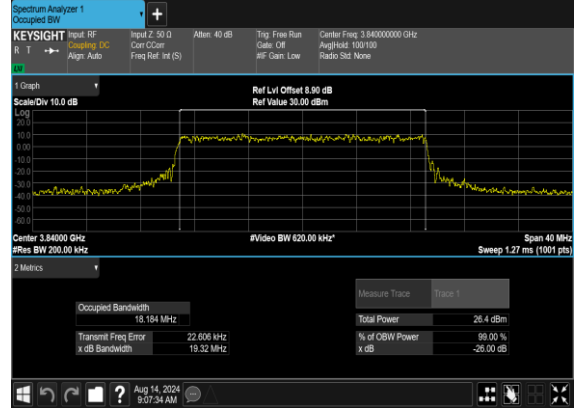 Spectrum Analyzer 1
Occupied BW
KEYSIGHT Input: RF Input Z: 50 Ω Atten: 40 dB Trig: Free Run Center Freq: 3.840000000 GHz
R T Coupling: DC Corr CCorr Gate: Off Avg|Hold: 100/100
Align: Auto Freq Ref: Int (S) #IF Gain: Low Radio Std: None
1 Graph Ref Lvl Offset 8.90 dB
Scale/Div 10.0 dB Ref Value 30.00 dBm
Log
20.0
10.0
0.00
-10.0
-20.0
-30.0
-40.0
-50.0
-60.0
Center 3.84000 GHz #Video BW 620.00 kHz* Span 40 MHz
#Res BW 200.00 kHz Sweep 1.27 ms (1001 pts)
2 Metrics
Measure Trace Trace 1
Occupied Bandwidth
18.184 MHz Total Power 26.4 dBm
Transmit Freq Error 22.606 kHz % of OBW Power 99.00 %
x dB Bandwidth 19.32 MHz x dB -26.00 dB
? Aug 14, 2024
9:07:34 AM